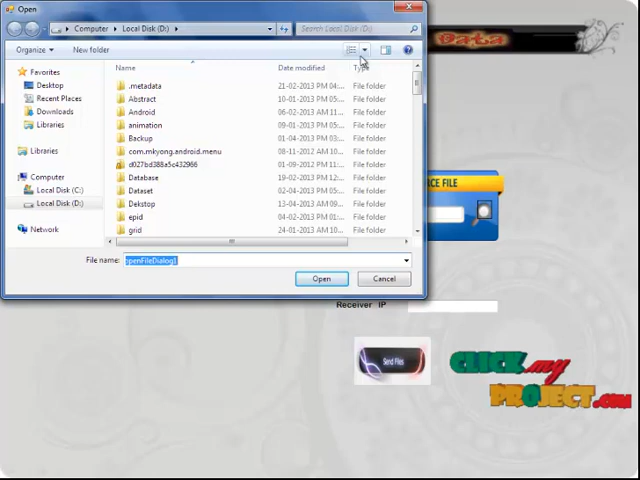 Open
Computer Local Disk (D:)
Search Local Disk (D:)
Data
Organize New folder
Favorites
Desktop
Recent Places
Downloads
Libraries
Libraries
Computer
Local Disk (C:)
Local Disk (D:)
Network
Name Date modified Type
.metadata 21-02-2013 PM 04:... File folder
Abstract 10-01-2013 PM 05:... File folder
Android 06-02-2013 AM 11... File folder
animation 09-01-2013 PM 05:... File folder
Backup 04-02-2013 PM 04:... File folder
com.mkyong.android.menu 08-11-2012 AM 10... File folder
d027bd388a5c432966 01-09-2012 PM 01:... File folder
Database 19-02-2013 PM 12:... File folder
Dataset 02-04-2013 PM 05:... File folder
Dekstop 13-04-2013 AM 09... File folder
epid 04-02-2013 PM 01:... File folder
grid 24-01-2013 AM 10... File folder
File name: openFileDialog1
Open Cancel
RCE FILE
Receiver IP
Send Files
CLICK my
PROJECT.com